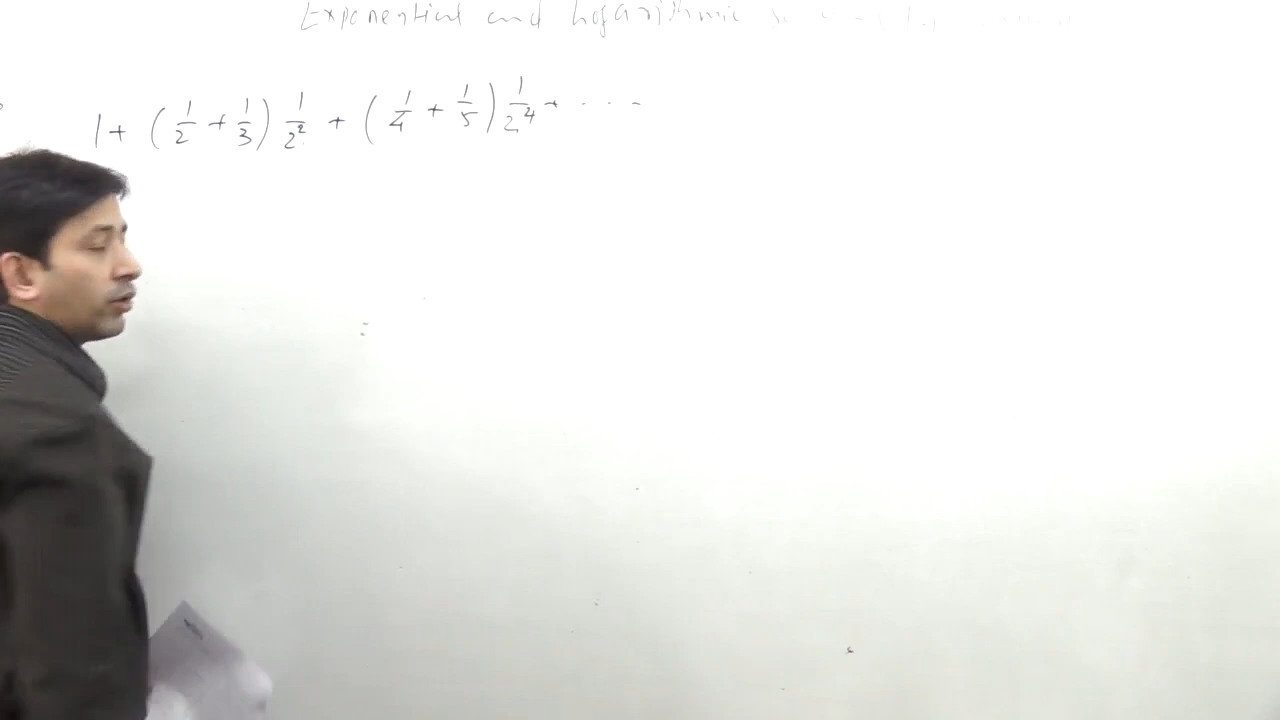 Exponential and logarithmic
1 + (1/2 + 1/3) 1/2² + (1/4 + 1/5) 1/2⁴ + ....